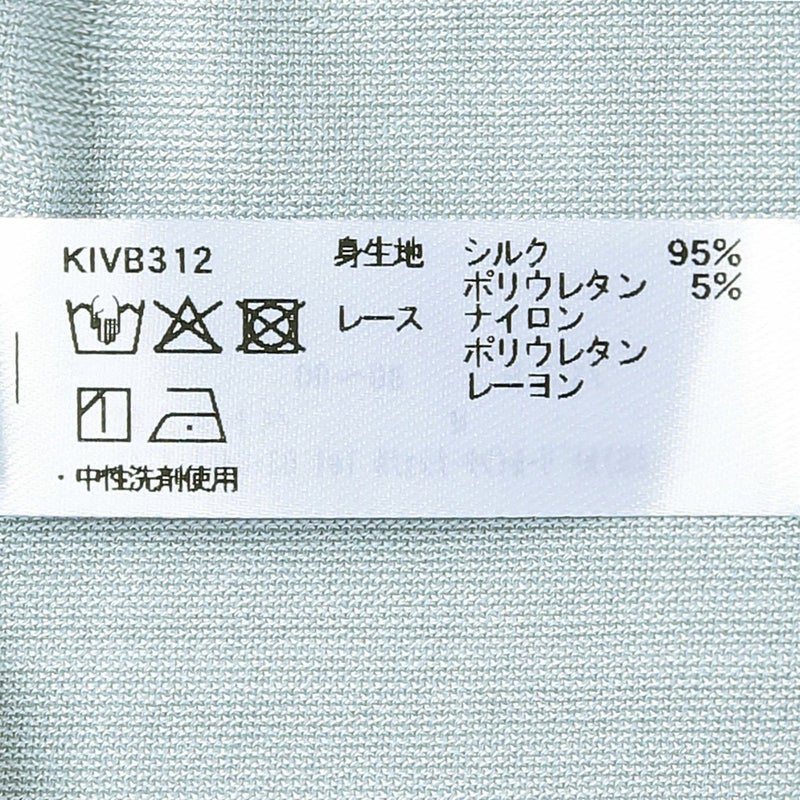 KIVB312
身生地 シルク 95%
ポリウレタン 5%
レース ナイロン
ポリウレタン
レーヨン
・中性洗剤使用